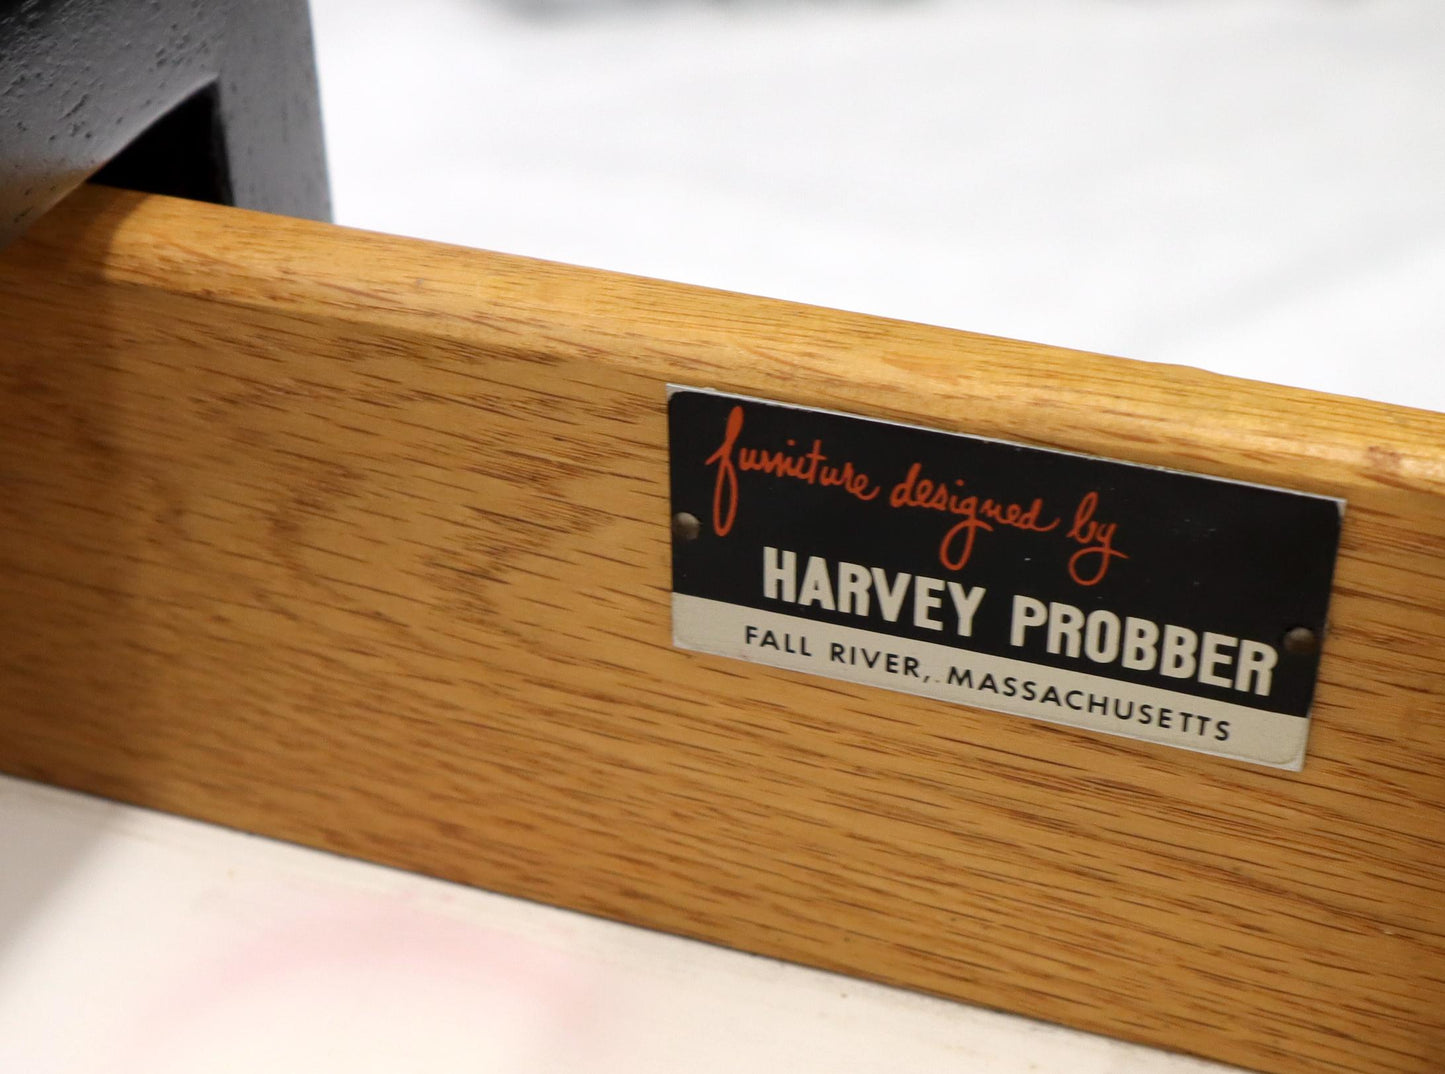 furniture designed by
HARVEY PROBBER
FALL RIVER, MASSACHUSETTS